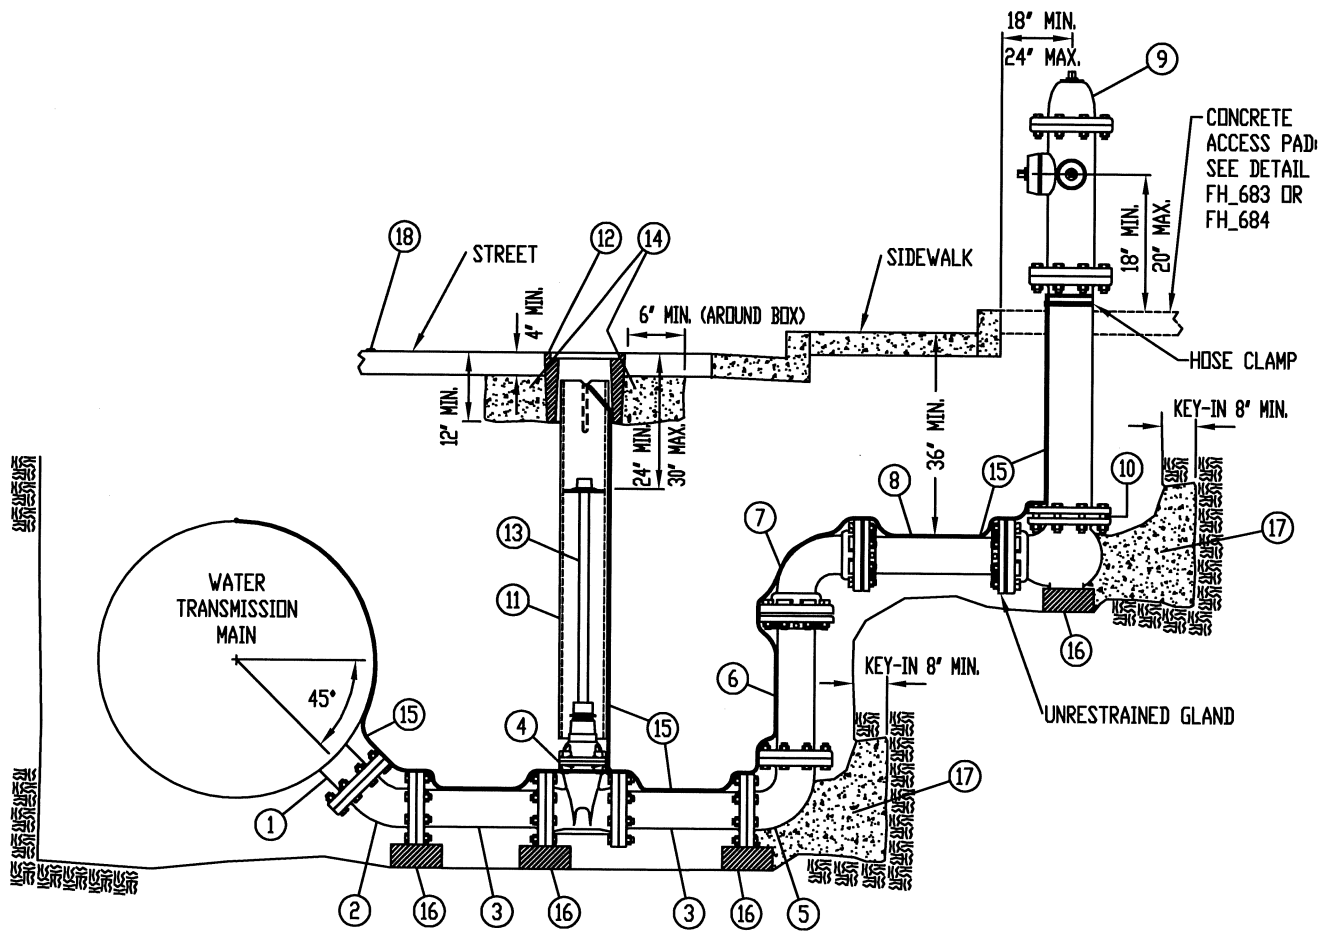 18" MIN.
24" MAX.
9
CONCRETE
ACCESS PAD:
SEE DETAIL
FH_683 OR
FH_684
18" MIN.
20" MAX.
18
STREET
12
14
SIDEWALK
4" MIN.
6" MIN. (AROUND BOX)
HOSE CLAMP
12" MIN.
24" MIN.
30" MAX.
36" MIN.
KEY-IN 8" MIN.
8
15
10
7
13
17
WATER
TRANSMISSION
MAIN
11
16
45°
6
KEY-IN 8" MIN.
UNRESTRAINED GLAND
15
4
15
17
1
2
16
3
16
3
16
5